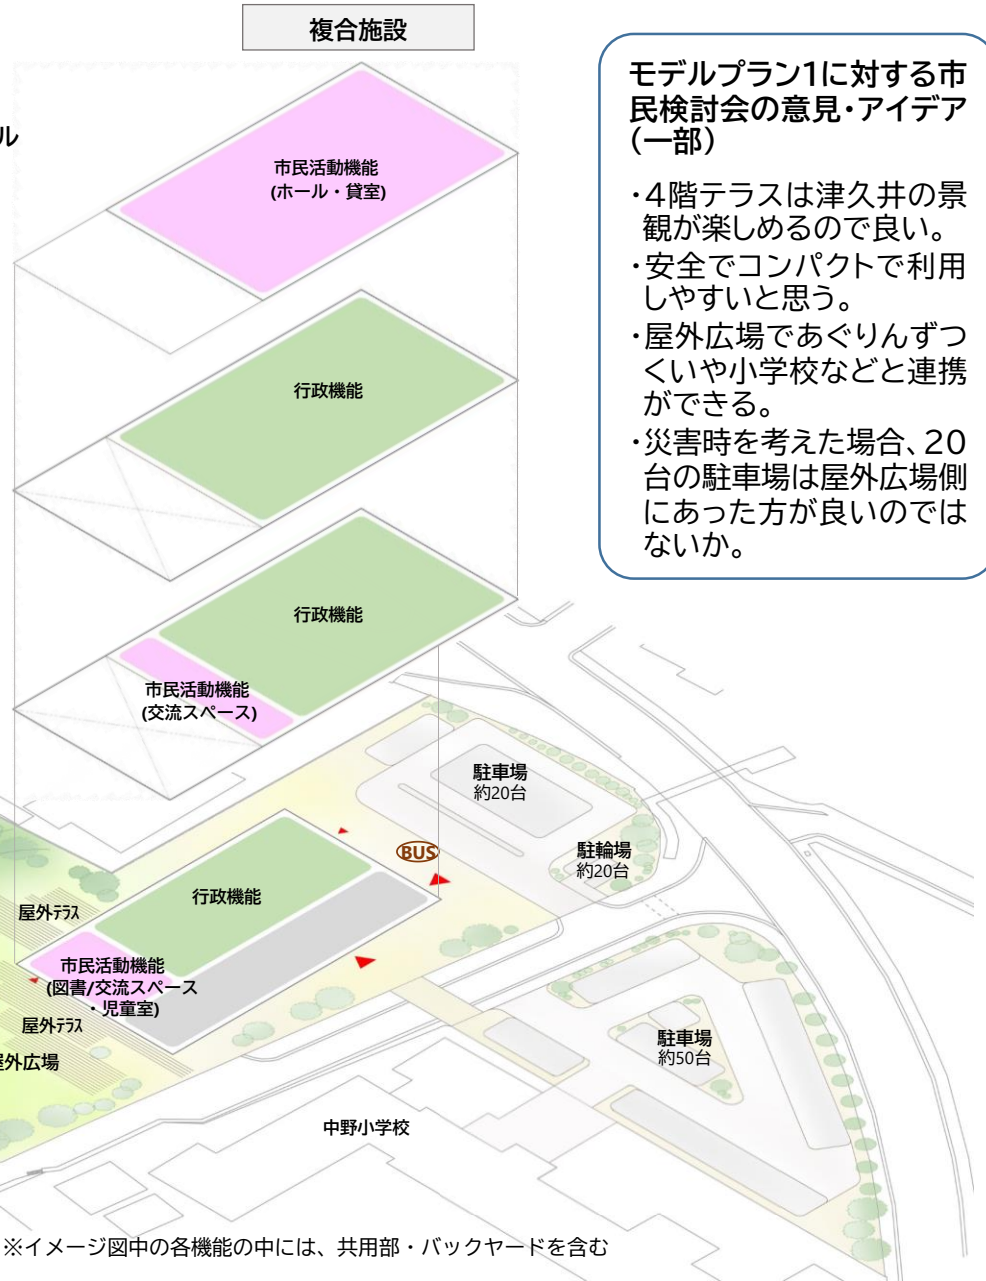 複合施設
モデルプラン1に対する市
民検討会の意見・アイデア
(一部)
・4階テラスは津久井の景
観が楽しめるので良い。
・安全でコンパクトで利用
しやすいと思う。
・屋外広場であぐりんずつ
くいや小学校などと連携
ができる。
・災害時を考えた場合、20
台の駐車場は屋外広場側
にあった方が良いのでは
ないか。
ル
市民活動機能
(ホール・貸室)
行政機能
行政機能
市民活動機能
(交流スペース)
駐車場
約20台
BUS
駐輪場
約20台
行政機能
屋外テラス
市民活動機能
(図書/交流スペース
・児童室)
屋外テラス
外広場
駐車場
約50台
中野小学校
※イメージ図中の各機能の中には、共用部・バックヤードを含む